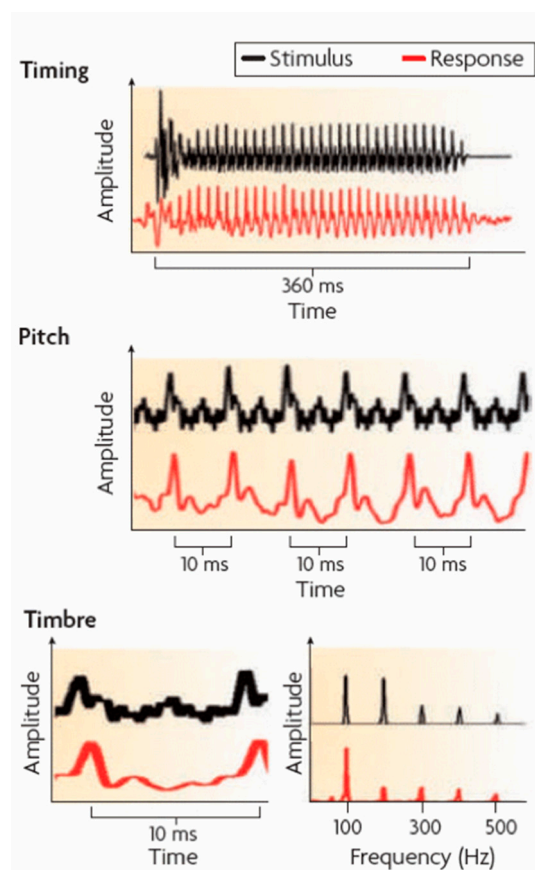 Stimulus Response
Timing
Amplitude
360 ms
Time
Pitch
Amplitude
10 ms 10 ms 10 ms
Time
Timbre
Amplitude
10 ms
Time
Amplitude
100 300 500
Frequency (Hz)